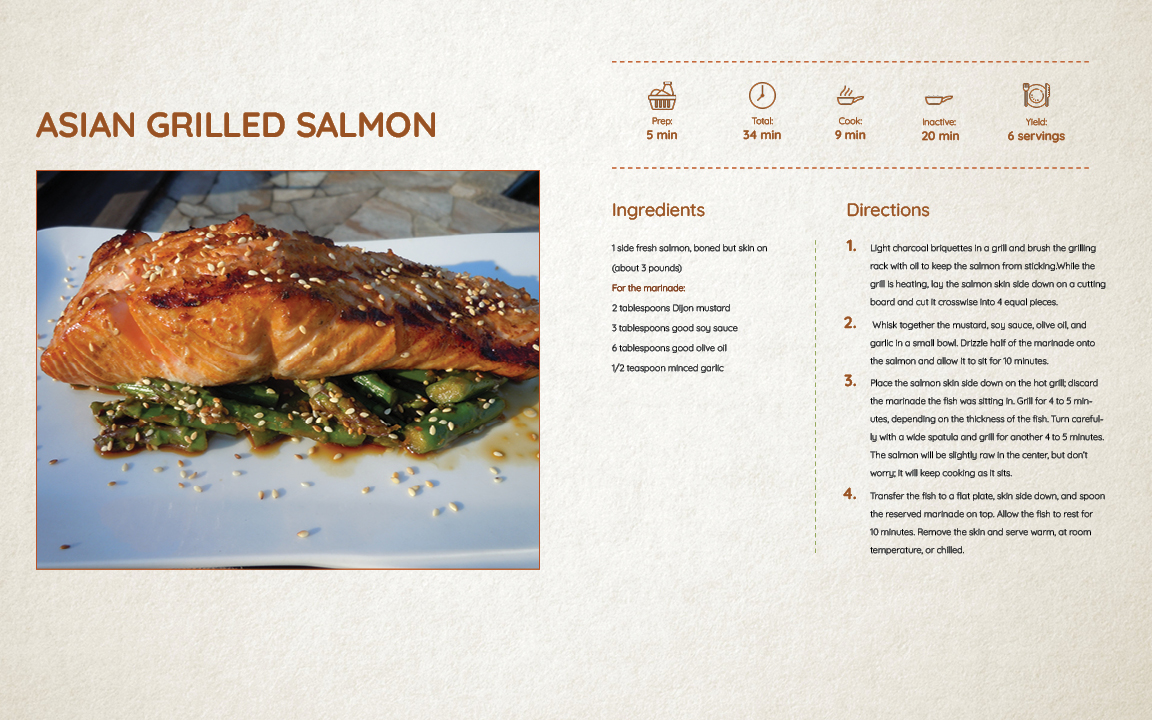 ASIAN GRILLED SALMON
Prep:
5 min
Total:
34 min
Cook:
9 min
Inactive:
20 min
Yield:
6 servings
Ingredients
1 side fresh salmon, boned but skin on
(about 3 pounds)
For the marinade:
2 tablespoons Dijon mustard
3 tablespoons good soy sauce
6 tablespoons good olive oil
1/2 teaspoon minced garlic
Directions
1. Light charcoal briquettes in a grill and brush the grilling
rack with oil to keep the salmon from sticking.While the
grill is heating, lay the salmon skin side down on a cutting
board and cut it crosswise into 4 equal pieces.
2. Whisk together the mustard, soy sauce, olive oil, and
garlic in a small bowl. Drizzle half of the marinade onto
the salmon and allow it to sit for 10 minutes.
3. Place the salmon skin side down on the hot grill; discard
the marinade the fish was sitting in. Grill for 4 to 5 min-
utes, depending on the thickness of the fish. Turn careful-
ly with a wide spatula and grill for another 4 to 5 minutes.
The salmon will be slightly raw in the center, but don't
worry; it will keep cooking as it sits.
4. Transfer the fish to a flat plate, skin side down, and spoon
the reserved marinade on top. Allow the fish to rest for
10 minutes. Remove the skin and serve warm, at room
temperature, or chilled.